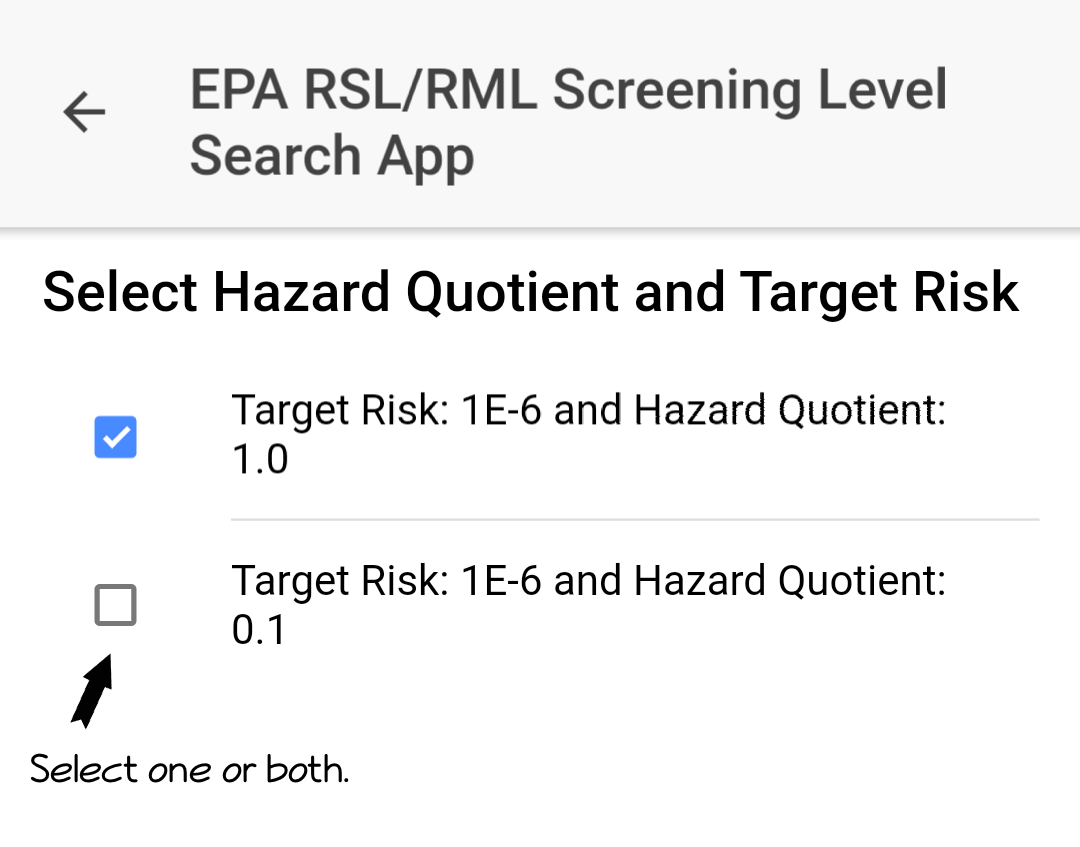 EPA RSL/RML Screening Level
Search App
Select Hazard Quotient and Target Risk
Target Risk: 1E-6 and Hazard Quotient:
1.0
Target Risk: 1E-6 and Hazard Quotient:
0.1
Select one or both.